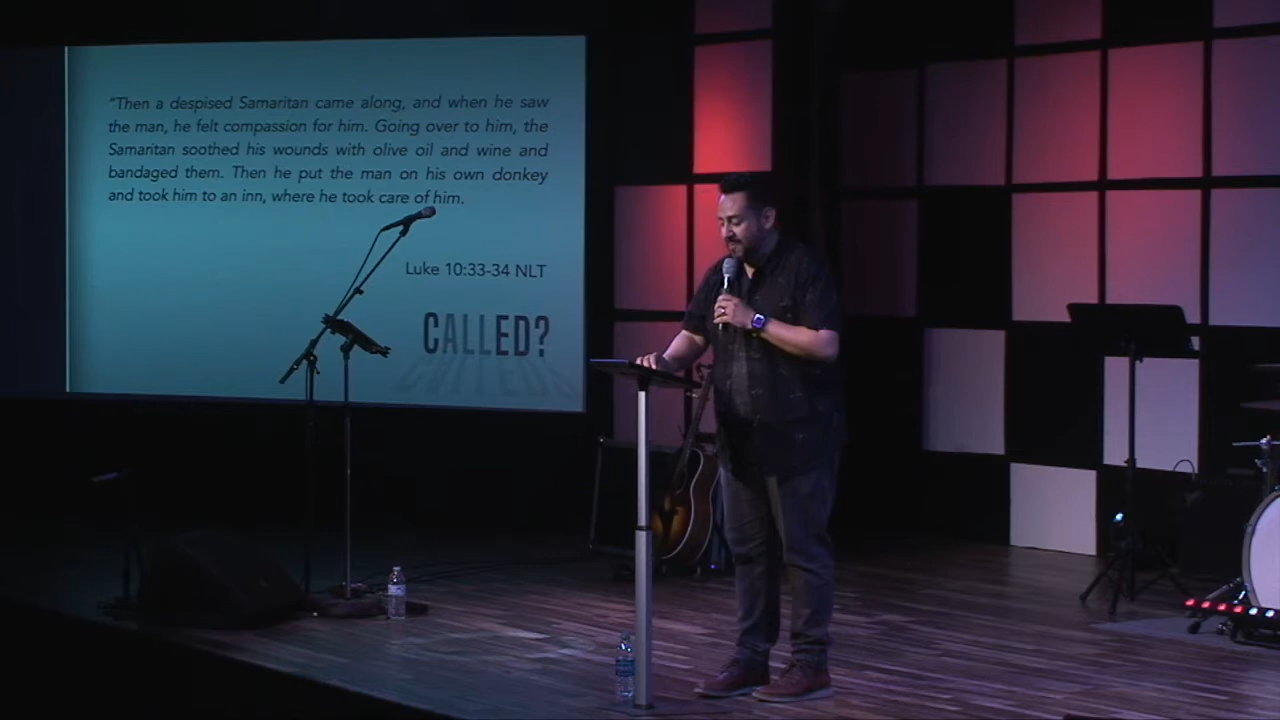 "Then a despised Samaritan came along, and when he saw
the man, he felt compassion for him. Going over to him, the
Samaritan soothed his wounds with olive oil and wine and
bandaged them. Then he put the man on his own donkey
and took him to an inn, where he took care of him.
Luke 10:33-34 NLT
CALLED?